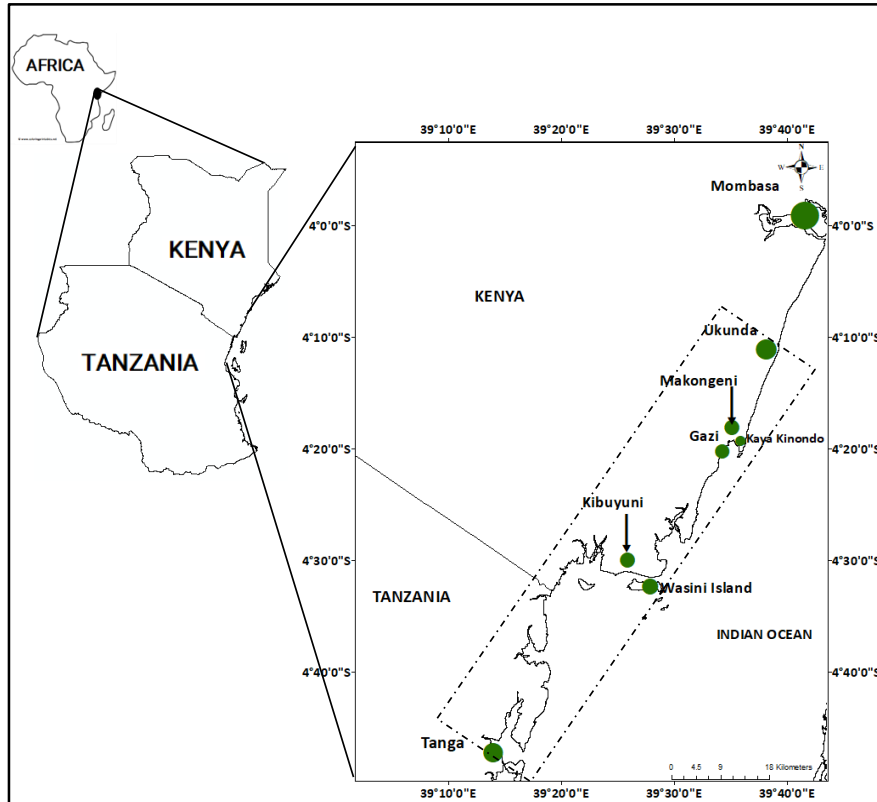 AFRICA
KENYA
TANZANIA
39°10'0"E 39°20'0"E 39°30'0"E 39°40'0"E
N
W E
S
Mombasa
4°0'0"S 4°0'0"S
KENYA
4°10'0"S 4°10'0"S
Ukunda
Makongeni
Gazi
Kaya Kinondo
4°20'0"S 4°20'0"S
Kibuyuni
4°30'0"S 4°30'0"S
Wasini Island
TANZANIA
INDIAN OCEAN
4°40'0"S 4°40'0"S
Tanga
0 4.5 9 18 Kilometers
39°10'0"E 39°20'0"E 39°30'0"E 39°40'0"E